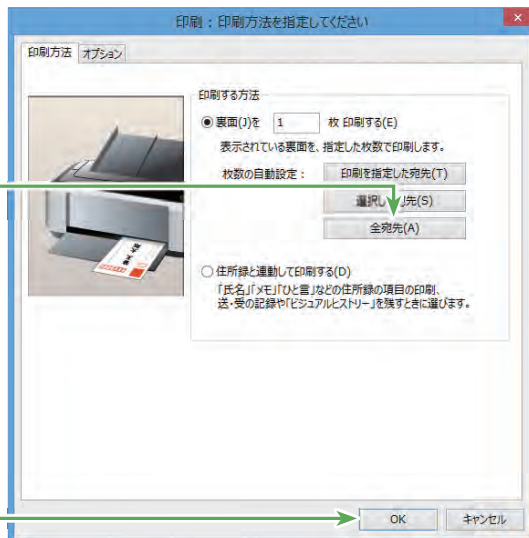 印刷：印刷方法を指定してください
印刷方法 オプション
印刷する方法
裏面(J)を 1 枚 印刷する(E)
表示されている裏面を、指定した枚数で印刷します。
枚数の自動設定： 印刷を指定した宛先(T)
選択し 先(S)
全宛先(A)
住所録と連動して印刷する(D)
「氏名」「メモ」「ひと言」などの住所録の項目の印刷、
送・受の記録や「ビジュアルヒストリー」を残すときに選びます。
OK キャンセル